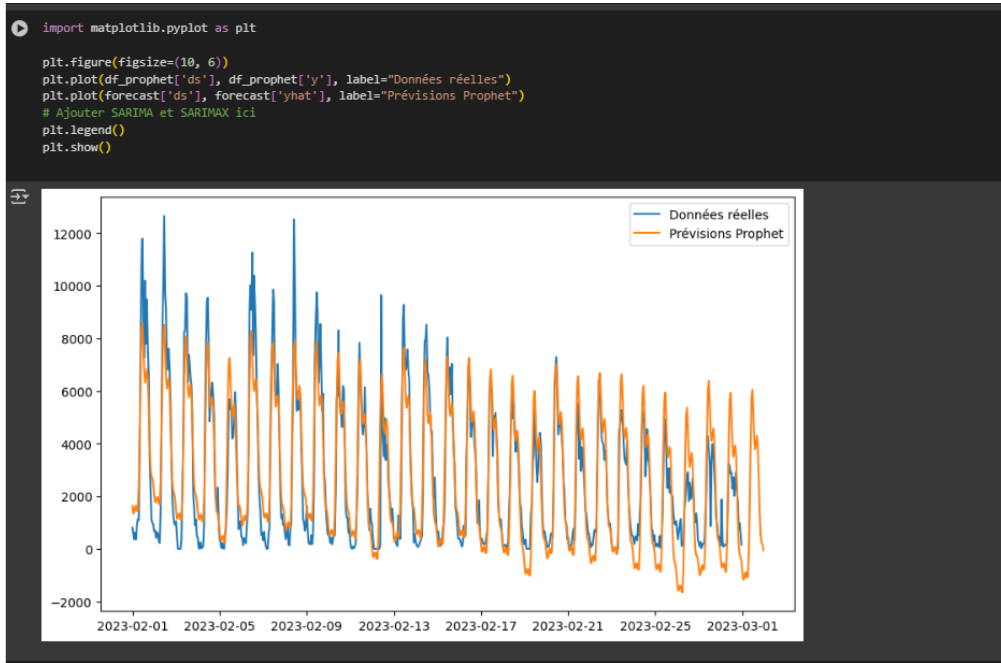 import matplotlib.pyplot as plt
plt.figure(figsize=(10, 6))
plt.plot(df_prophet['ds'], df_prophet['y'], label="Données réelles")
plt.plot(forecast['ds'], forecast['yhat'], label="Prévisions Prophet")
# Ajouter SARIMA et SARIMAX ici
plt.legend()
plt.show()
Données réelles
Prévisions Prophet
12000
10000
8000
6000
4000
2000
0
−2000
2023-02-01 2023-02-05 2023-02-09 2023-02-13 2023-02-17 2023-02-21 2023-02-25 2023-03-01